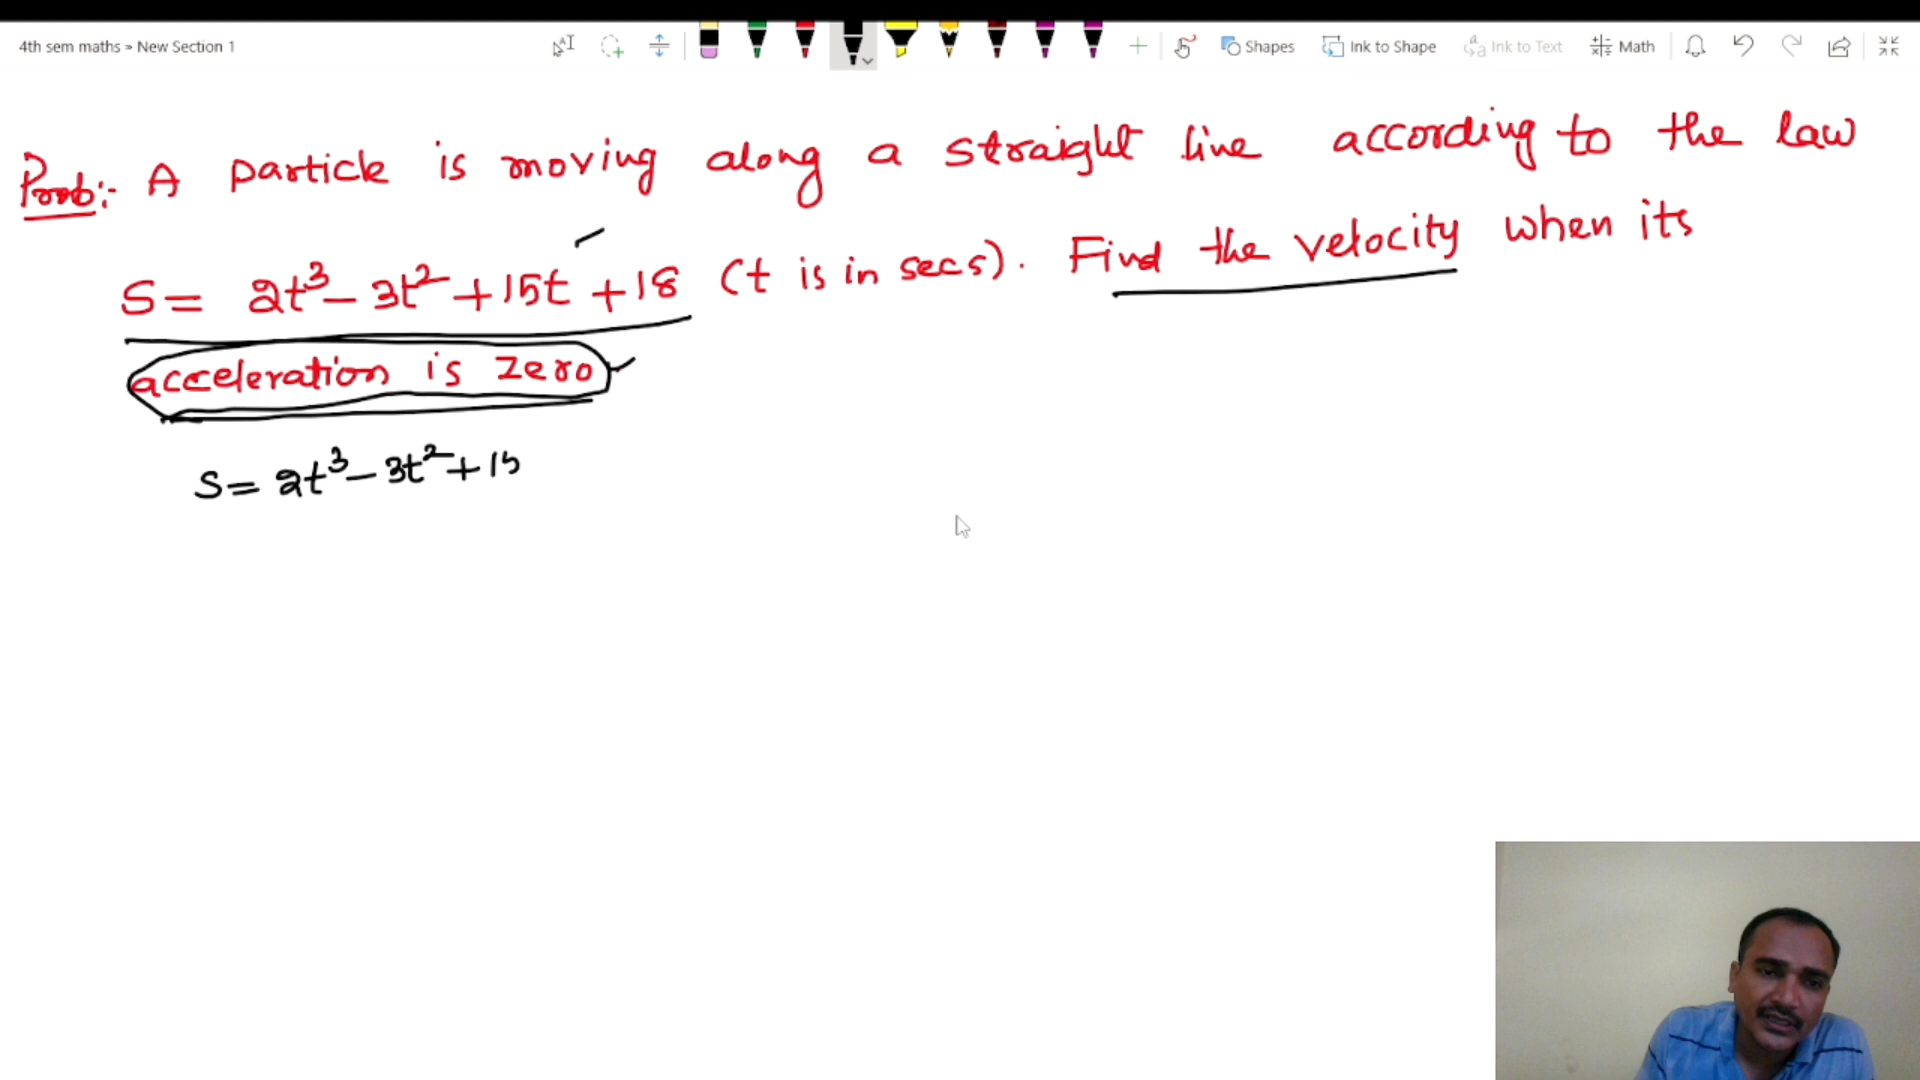 4th sem maths » New Section 1
Shapes Ink to Shape Ink to Text Math
Prob:- A particle is moving along a straight line according to the law
S = 2t³ - 3t² + 15t + 18 (t is in secs). Find the velocity when its
acceleration is zero
S = 2t³ - 3t² + 15